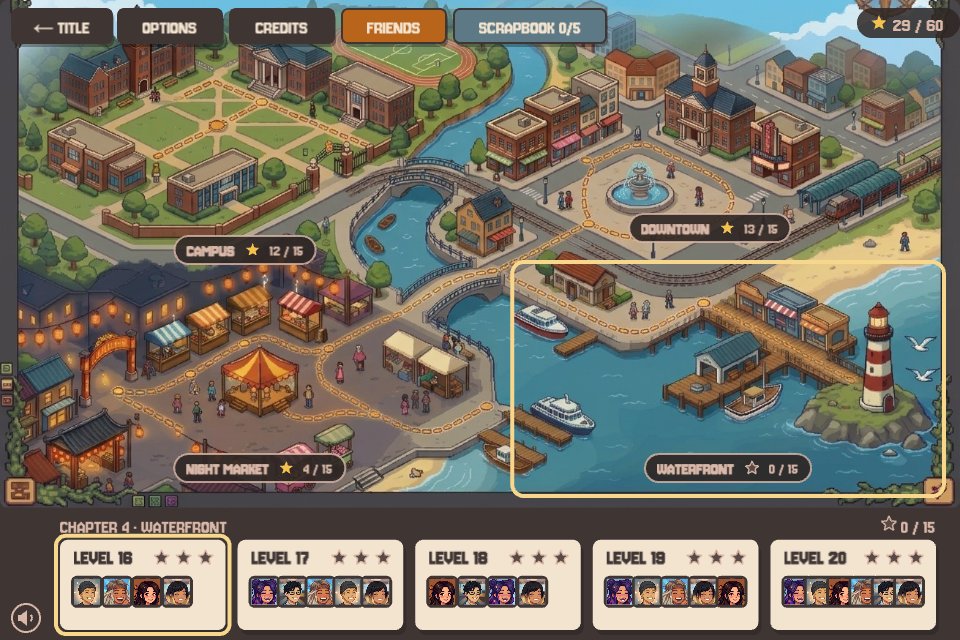 ← TITLE
OPTIONS
CREDITS
FRIENDS
SCRAPBOOK 0/5
29 / 60
CAMPUS 12 / 15
DOWNTOWN 13 / 15
NIGHT MARKET 4 / 15
WATERFRONT 0 / 15
CHAPTER 4 · WATERFRONT
0 / 15
LEVEL 16
LEVEL 17
LEVEL 18
LEVEL 19
LEVEL 20